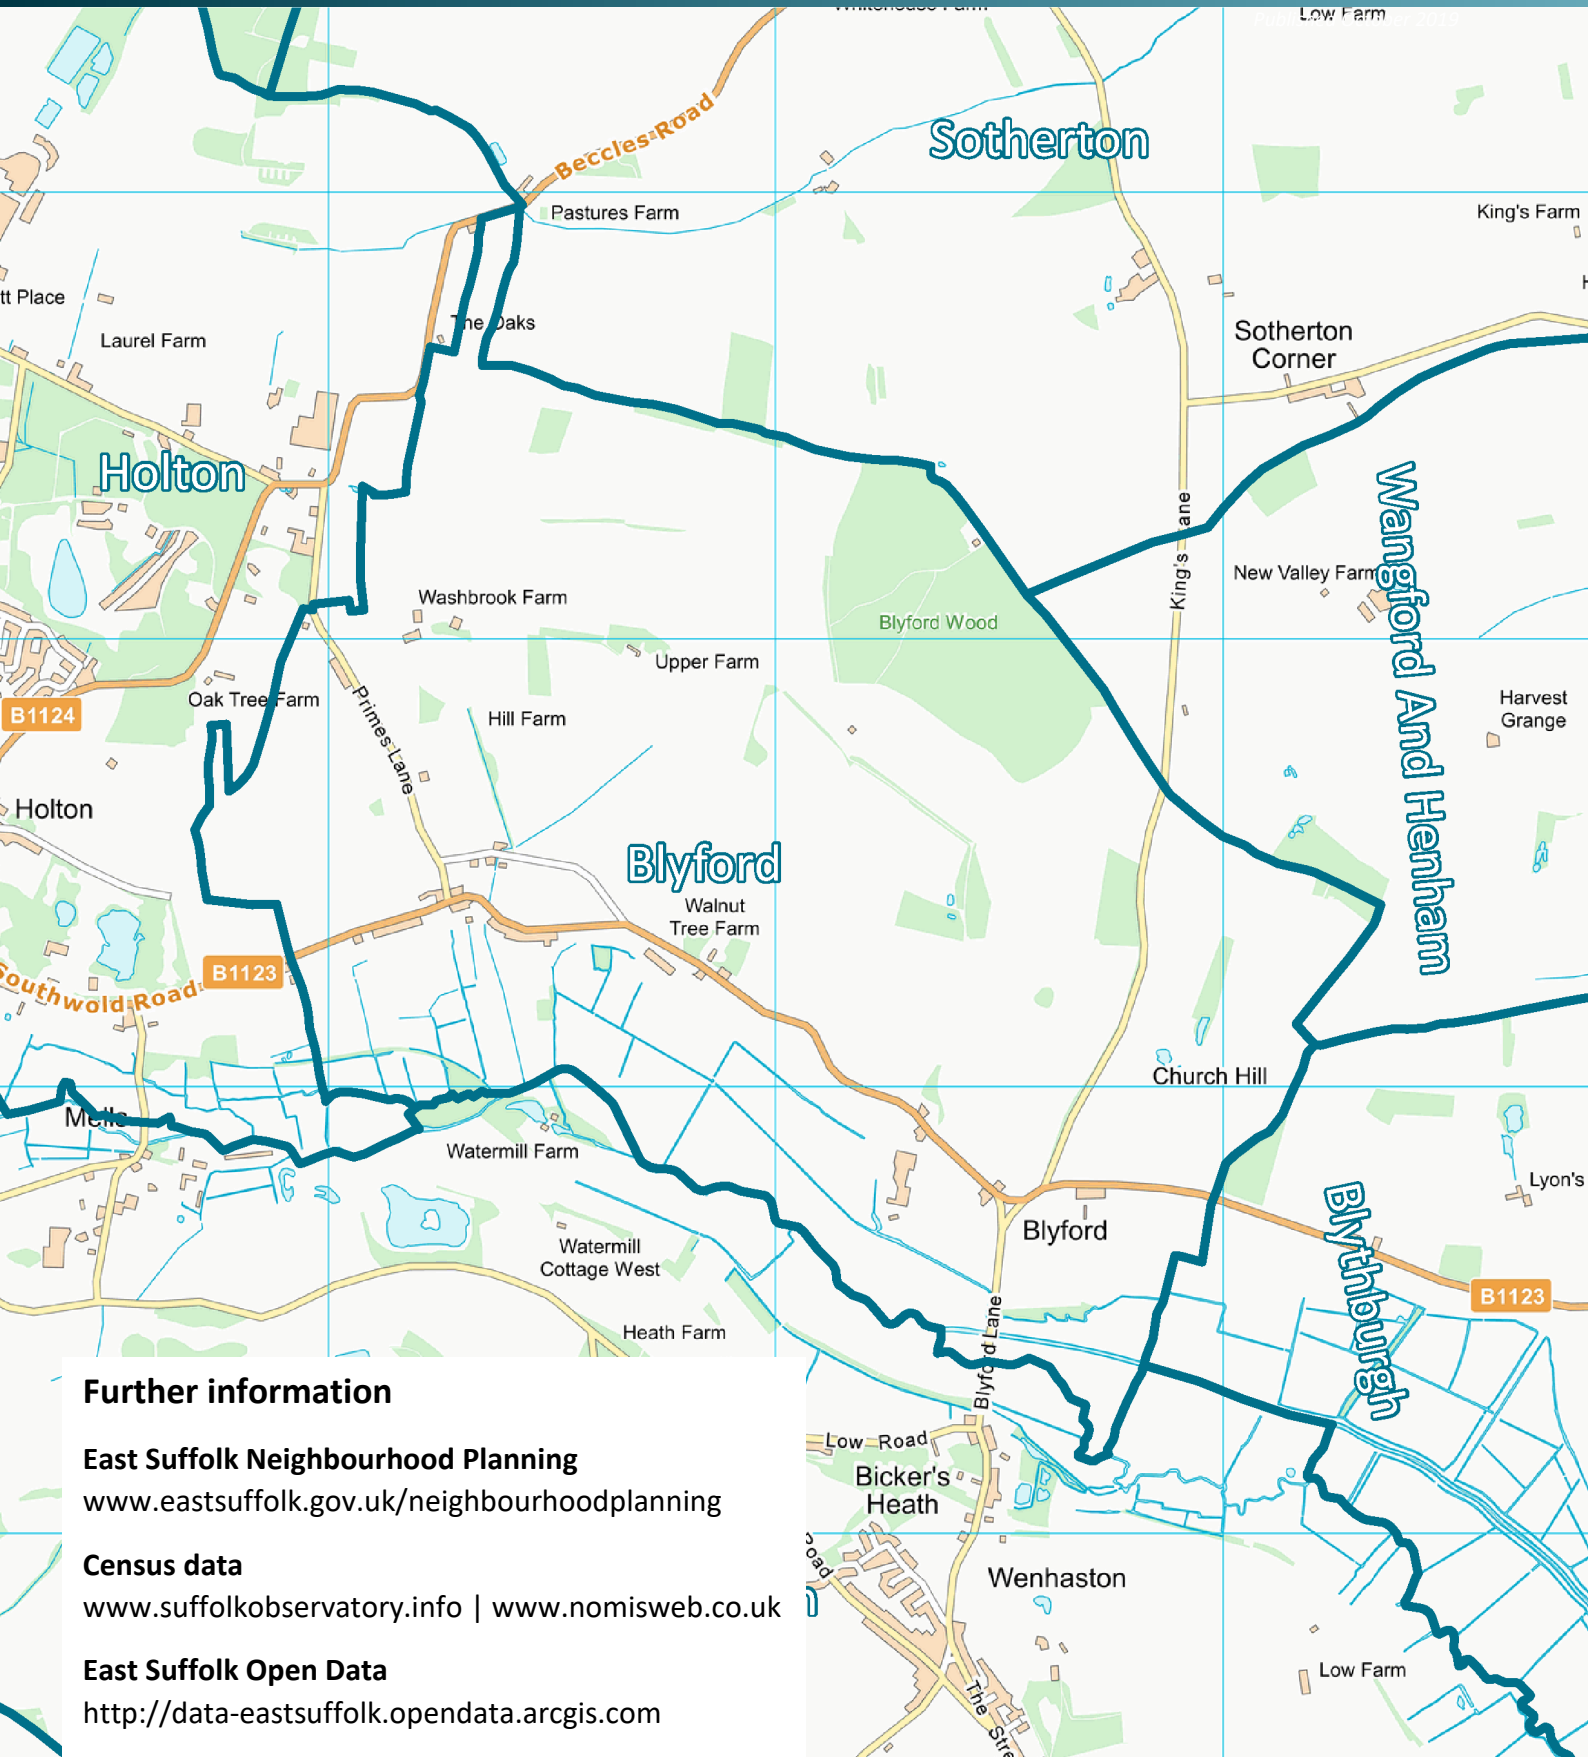 Low Farm
Beccles Road
Sotherton
Pastures Farm
King's Farm
tt Place
Laurel Farm
The Oaks
Sotherton
Corner
Holton
Wangford And Henham
King's Lane
New Valley Farm
Washbrook Farm
Blyford Wood
Upper Farm
Oak Tree Farm
B1124
Primes Lane
Hill Farm
Harvest
Grange
Holton
Blyford
Walnut
Tree Farm
B1123
Southwold Road
Church Hill
Mells
Watermill Farm
Lyon's
Blythburgh
Blyford
Watermill
Cottage West
B1123
Heath Farm
Blyford Lane
Low Road
Bicker's
Heath
Road
Wenhaston
Low Farm
The Stre
Further information
East Suffolk Neighbourhood Planning
www.eastsuffolk.gov.uk/neighbourhoodplanning
Census data
www.suffolkobservatory.info | www.nomisweb.co.uk
East Suffolk Open Data
http://data-eastsuffolk.opendata.arcgis.com